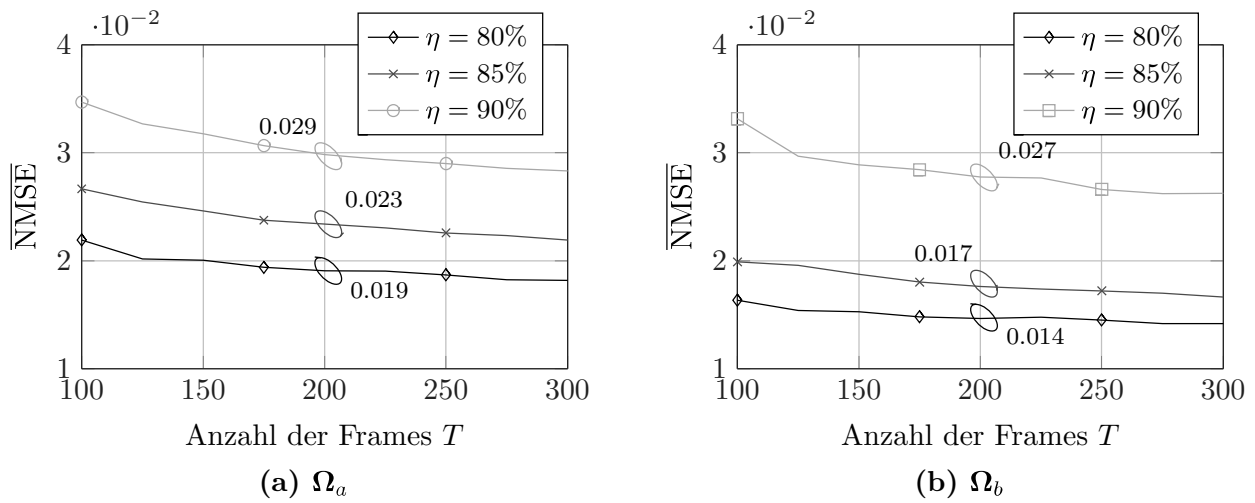 ·10⁻²
4
3
2
1
100
150
200
250
300
NMSE
Anzahl der Frames T
η = 80%
η = 85%
η = 90%
0.029
0.023
0.019
(a) Ωₐ
·10⁻²
4
3
2
1
100
150
200
250
300
NMSE
Anzahl der Frames T
η = 80%
η = 85%
η = 90%
0.027
0.017
0.014
(b) Ω_b